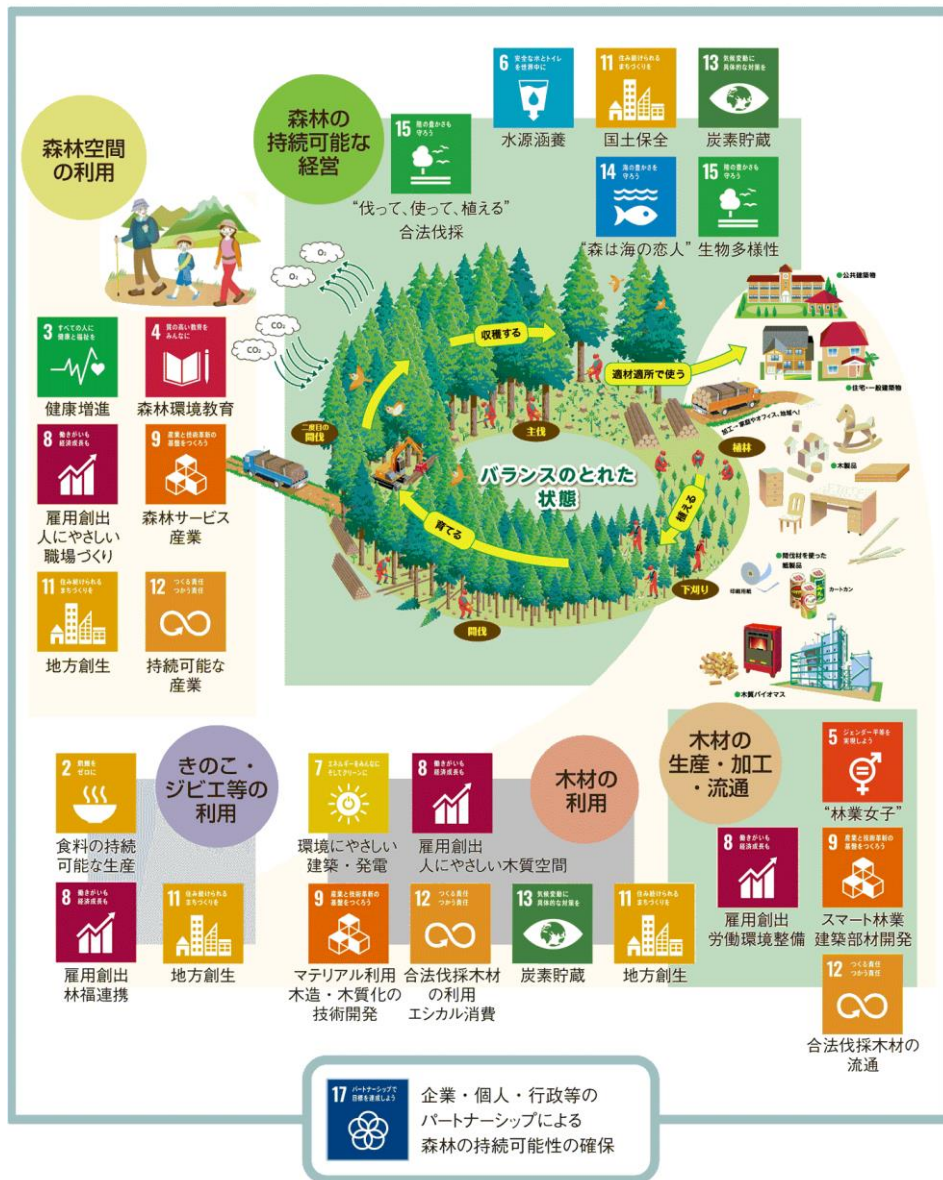 森林空間
の利用
森林の
持続可能な
経営
15 陸の豊かさも
守ろう
“伐って、使って、植える”
合法伐採
6 安全な水とトイレ
を世界中に
水源涵養
11 住み続けられる
まちづくりを
国土保全
13 気候変動に
具体的な対策を
炭素貯蔵
14 海の豊かさを
守ろう
“森は海の恋人”
15 陸の豊かさも
守ろう
生物多様性
3 すべての人に
健康と福祉を
健康増進
4 質の高い教育を
みんなに
森林環境教育
8 働きがいも
経済成長も
雇用創出
人にやさしい
職場づくり
9 産業と技術革新の
基盤をつくろう
森林サービス
産業
11 住み続けられる
まちづくりを
地方創生
12 つくる責任
つかう責任
持続可能な
産業
O₂
O₂
CO₂
CO₂
収穫する
適材適所で使う
二度目の
間伐
主伐
植林
バランスのとれた
状態
植える
育てる
下刈り
間伐
加工→家庭やオフィス、地域へ!
●公共建築物
●住宅・一般建築物
●木製品
●間伐材を使った
紙製品
印刷用紙
カートカン
●木質バイオマス
2 飢餓を
ゼロに
食料の持続
可能な生産
きのこ・
ジビエ等の
利用
8 働きがいも
経済成長も
雇用創出
林福連携
11 住み続けられる
まちづくりを
地方創生
7 エネルギーをみんなに
そしてクリーンに
環境にやさしい
建築・発電
8 働きがいも
経済成長も
雇用創出
人にやさしい木質空間
木材の
利用
9 産業と技術革新の
基盤をつくろう
マテリアル利用
木造・木質化の
技術開発
12 つくる責任
つかう責任
合法伐採木材
の利用
エシカル消費
13 気候変動に
具体的な対策を
炭素貯蔵
11 住み続けられる
まちづくりを
地方創生
木材の
生産・加工
・流通
5 ジェンダー平等を
実現しよう
“林業女子”
8 働きがいも
経済成長も
雇用創出
労働環境整備
9 産業と技術革新の
基盤をつくろう
スマート林業
建築部材開発
12 つくる責任
つかう責任
合法伐採木材の
流通
17 パートナーシップで
目標を達成しよう
企業・個人・行政等の
パートナーシップによる
森林の持続可能性の確保